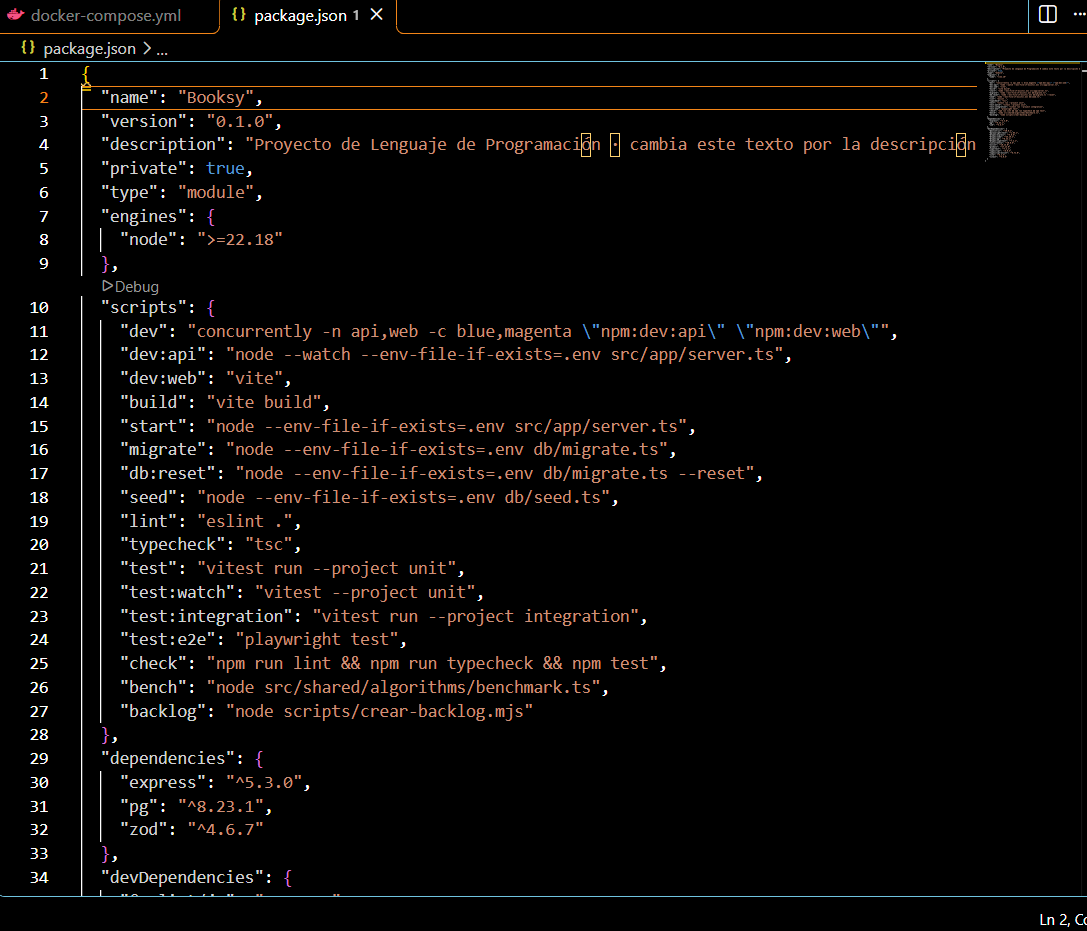 docker-compose.yml
{} package.json 1 ×
{} package.json > ...
1 {
2 "name": "Booksy",
3 "version": "0.1.0",
4 "description": "Proyecto de Lenguaje de Programación · cambia este texto por la descripción
5 "private": true,
6 "type": "module",
7 "engines": {
8 "node": ">=22.18"
9 },
Debug
10 "scripts": {
11 "dev": "concurrently -n api,web -c blue,magenta \"npm:dev:api\" \"npm:dev:web\"",
12 "dev:api": "node --watch --env-file-if-exists=.env src/app/server.ts",
13 "dev:web": "vite",
14 "build": "vite build",
15 "start": "node --env-file-if-exists=.env src/app/server.ts",
16 "migrate": "node --env-file-if-exists=.env db/migrate.ts",
17 "db:reset": "node --env-file-if-exists=.env db/migrate.ts --reset",
18 "seed": "node --env-file-if-exists=.env db/seed.ts",
19 "lint": "eslint .",
20 "typecheck": "tsc",
21 "test": "vitest run --project unit",
22 "test:watch": "vitest --project unit",
23 "test:integration": "vitest run --project integration",
24 "test:e2e": "playwright test",
25 "check": "npm run lint && npm run typecheck && npm test",
26 "bench": "node src/shared/algorithms/benchmark.ts",
27 "backlog": "node scripts/crear-backlog.mjs"
28 },
29 "dependencies": {
30 "express": "^5.3.0",
31 "pg": "^8.23.1",
32 "zod": "^4.6.7"
33 },
34 "devDependencies": {
Ln 2,